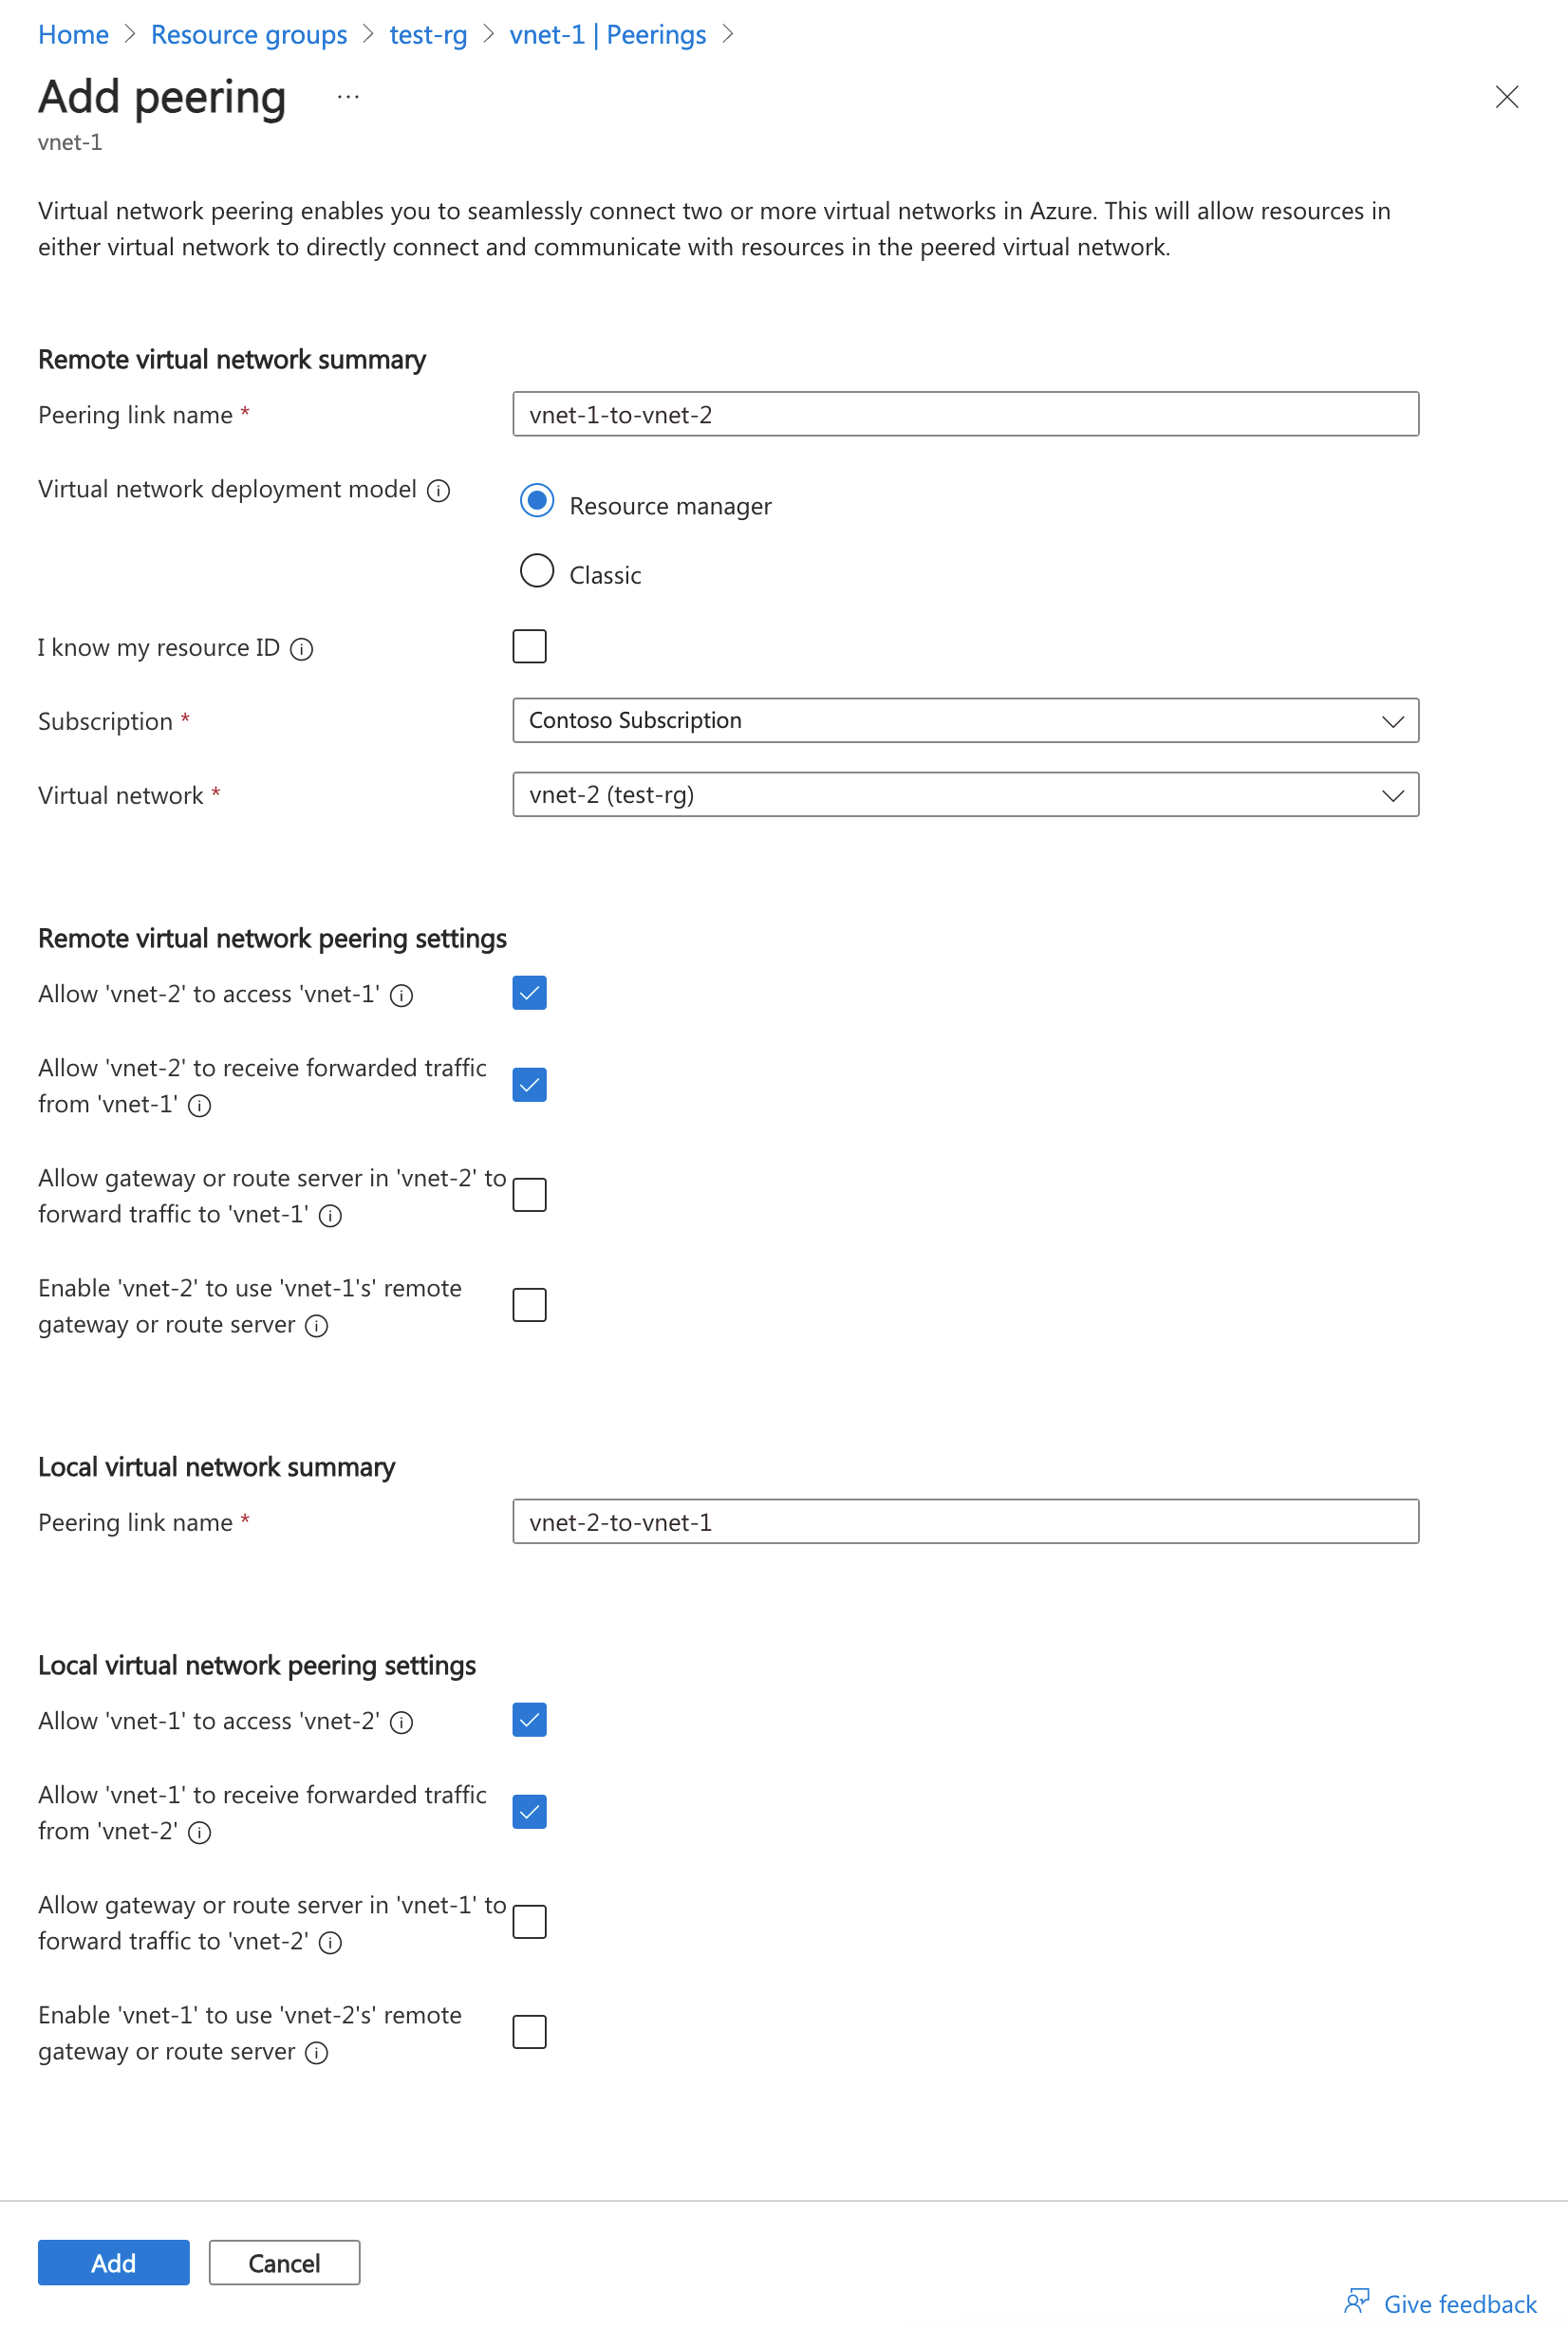 Home > Resource groups > test-rg > vnet-1 | Peerings >
Add peering ...
vnet-1
Virtual network peering enables you to seamlessly connect two or more virtual networks in Azure. This will allow resources in
either virtual network to directly connect and communicate with resources in the peered virtual network.
Remote virtual network summary
Peering link name * vnet-1-to-vnet-2
Virtual network deployment model
Resource manager
Classic
I know my resource ID
Subscription * Contoso Subscription
Virtual network * vnet-2 (test-rg)
Remote virtual network peering settings
Allow 'vnet-2' to access 'vnet-1'
Allow 'vnet-2' to receive forwarded traffic
from 'vnet-1'
Allow gateway or route server in 'vnet-2' to
forward traffic to 'vnet-1'
Enable 'vnet-2' to use 'vnet-1's' remote
gateway or route server
Local virtual network summary
Peering link name * vnet-2-to-vnet-1
Local virtual network peering settings
Allow 'vnet-1' to access 'vnet-2'
Allow 'vnet-1' to receive forwarded traffic
from 'vnet-2'
Allow gateway or route server in 'vnet-1' to
forward traffic to 'vnet-2'
Enable 'vnet-1' to use 'vnet-2's' remote
gateway or route server
Add Cancel
Give feedback